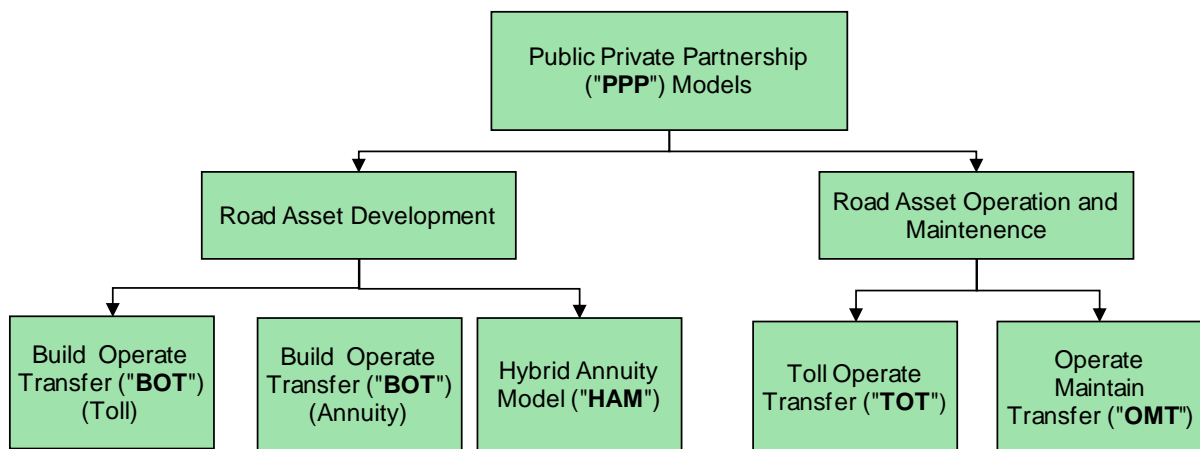 Public Private Partnership
("PPP") Models
Road Asset Development
Road Asset Operation and
Maintenence
Build Operate
Transfer ("BOT")
(Toll)
Build Operate
Transfer ("BOT")
(Annuity)
Hybrid Annuity
Model ("HAM")
Toll Operate
Transfer ("TOT")
Operate
Maintain
Transfer ("OMT")